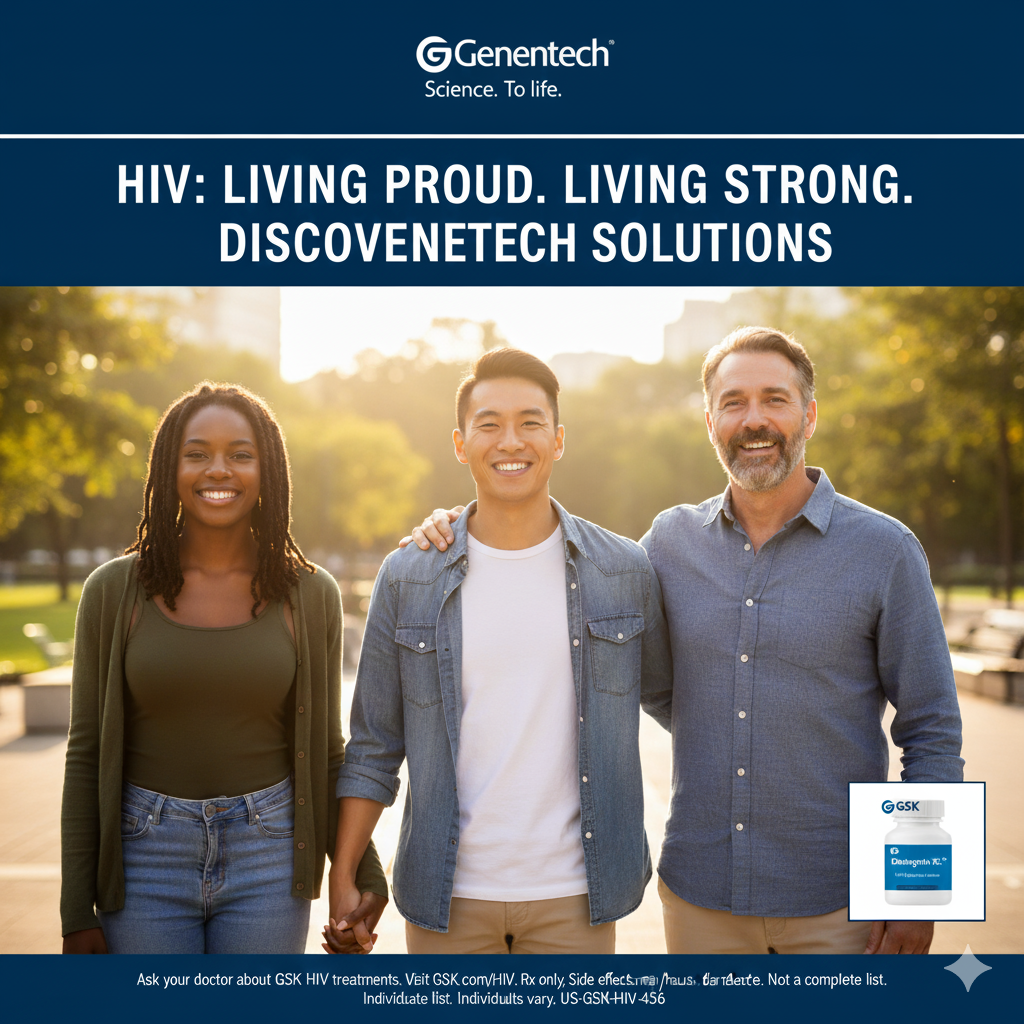 Genentech®
Science. To life.
HIV: LIVING PROUD. LIVING STRONG.
DISCOVENETECH SOLUTIONS
GSK
Ask your doctor about GSK HIV treatments. Veit GSK.com/HIV. Rx only, Side effects Not a complete list.
Individuate list. IndividuIts vary. US-GSK-HIV-456